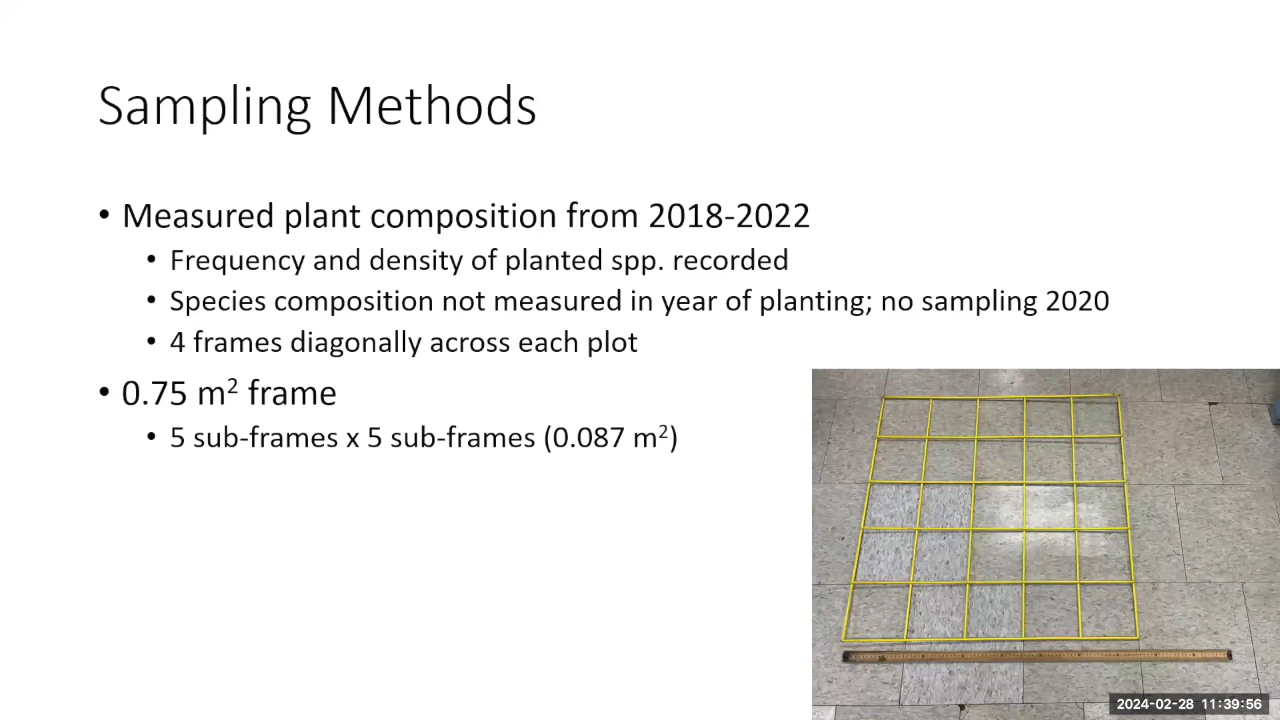 Sampling Methods
• Measured plant composition from 2018-2022
• Frequency and density of planted spp. recorded
• Species composition not measured in year of planting; no sampling 2020
• 4 frames diagonally across each plot
• 0.75 m² frame
• 5 sub-frames x 5 sub-frames (0.087 m²)
2024-02-28 11:39:56